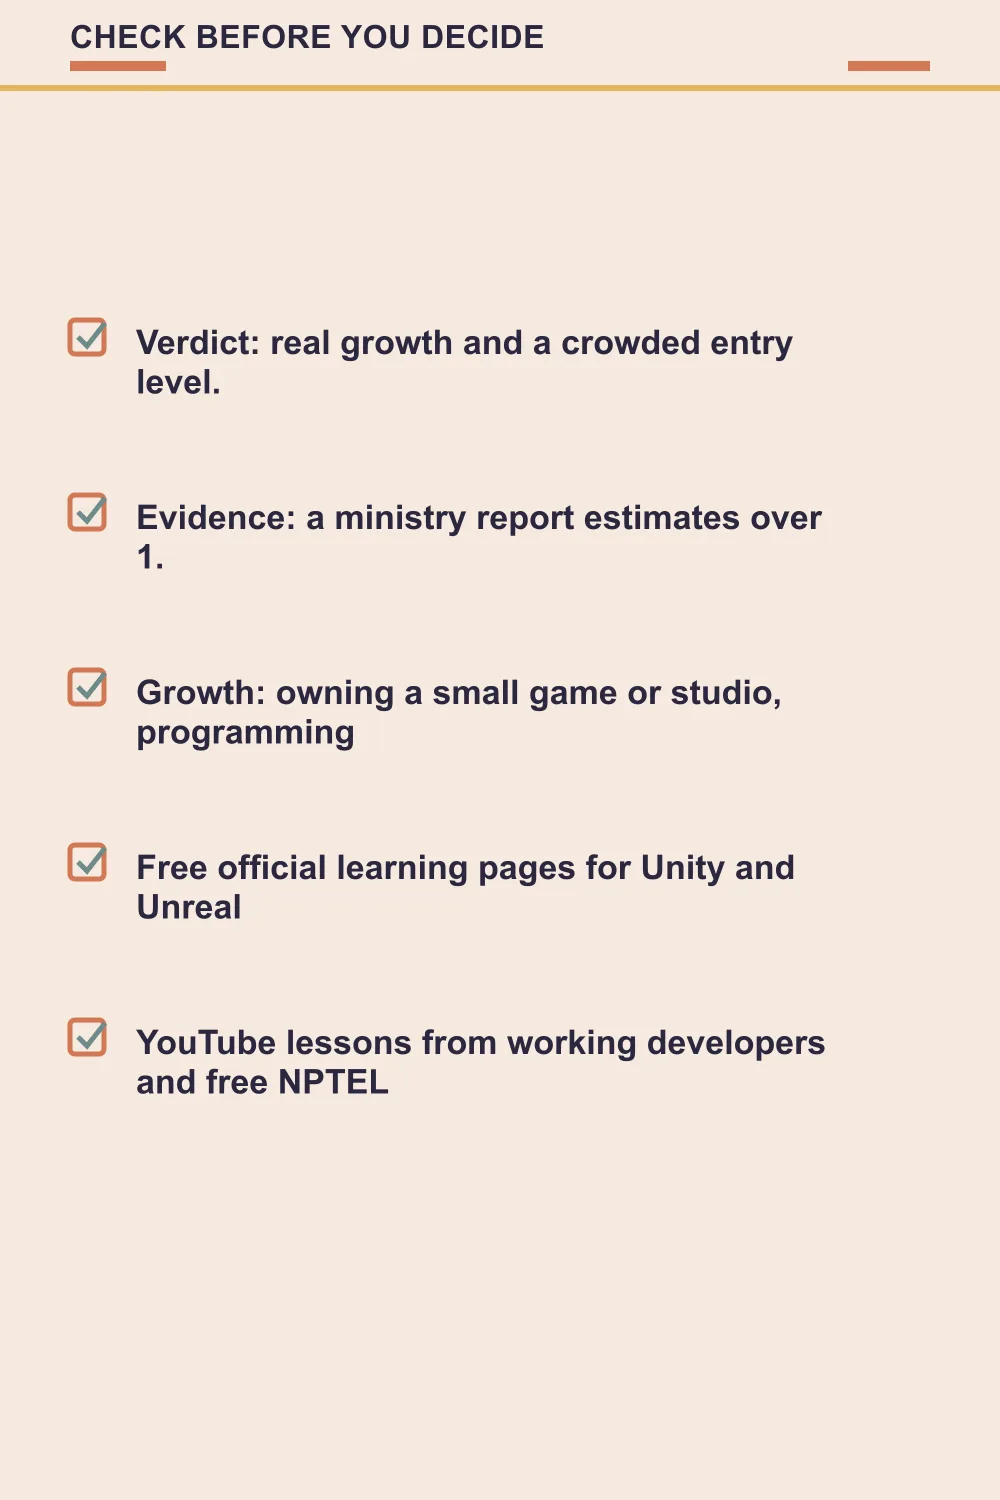 CHECK BEFORE YOU DECIDE
Verdict: real growth and a crowded entry
level.
Evidence: a ministry report estimates over
1.
Growth: owning a small game or studio,
programming
Free official learning pages for Unity and
Unreal
YouTube lessons from working developers
and free NPTEL